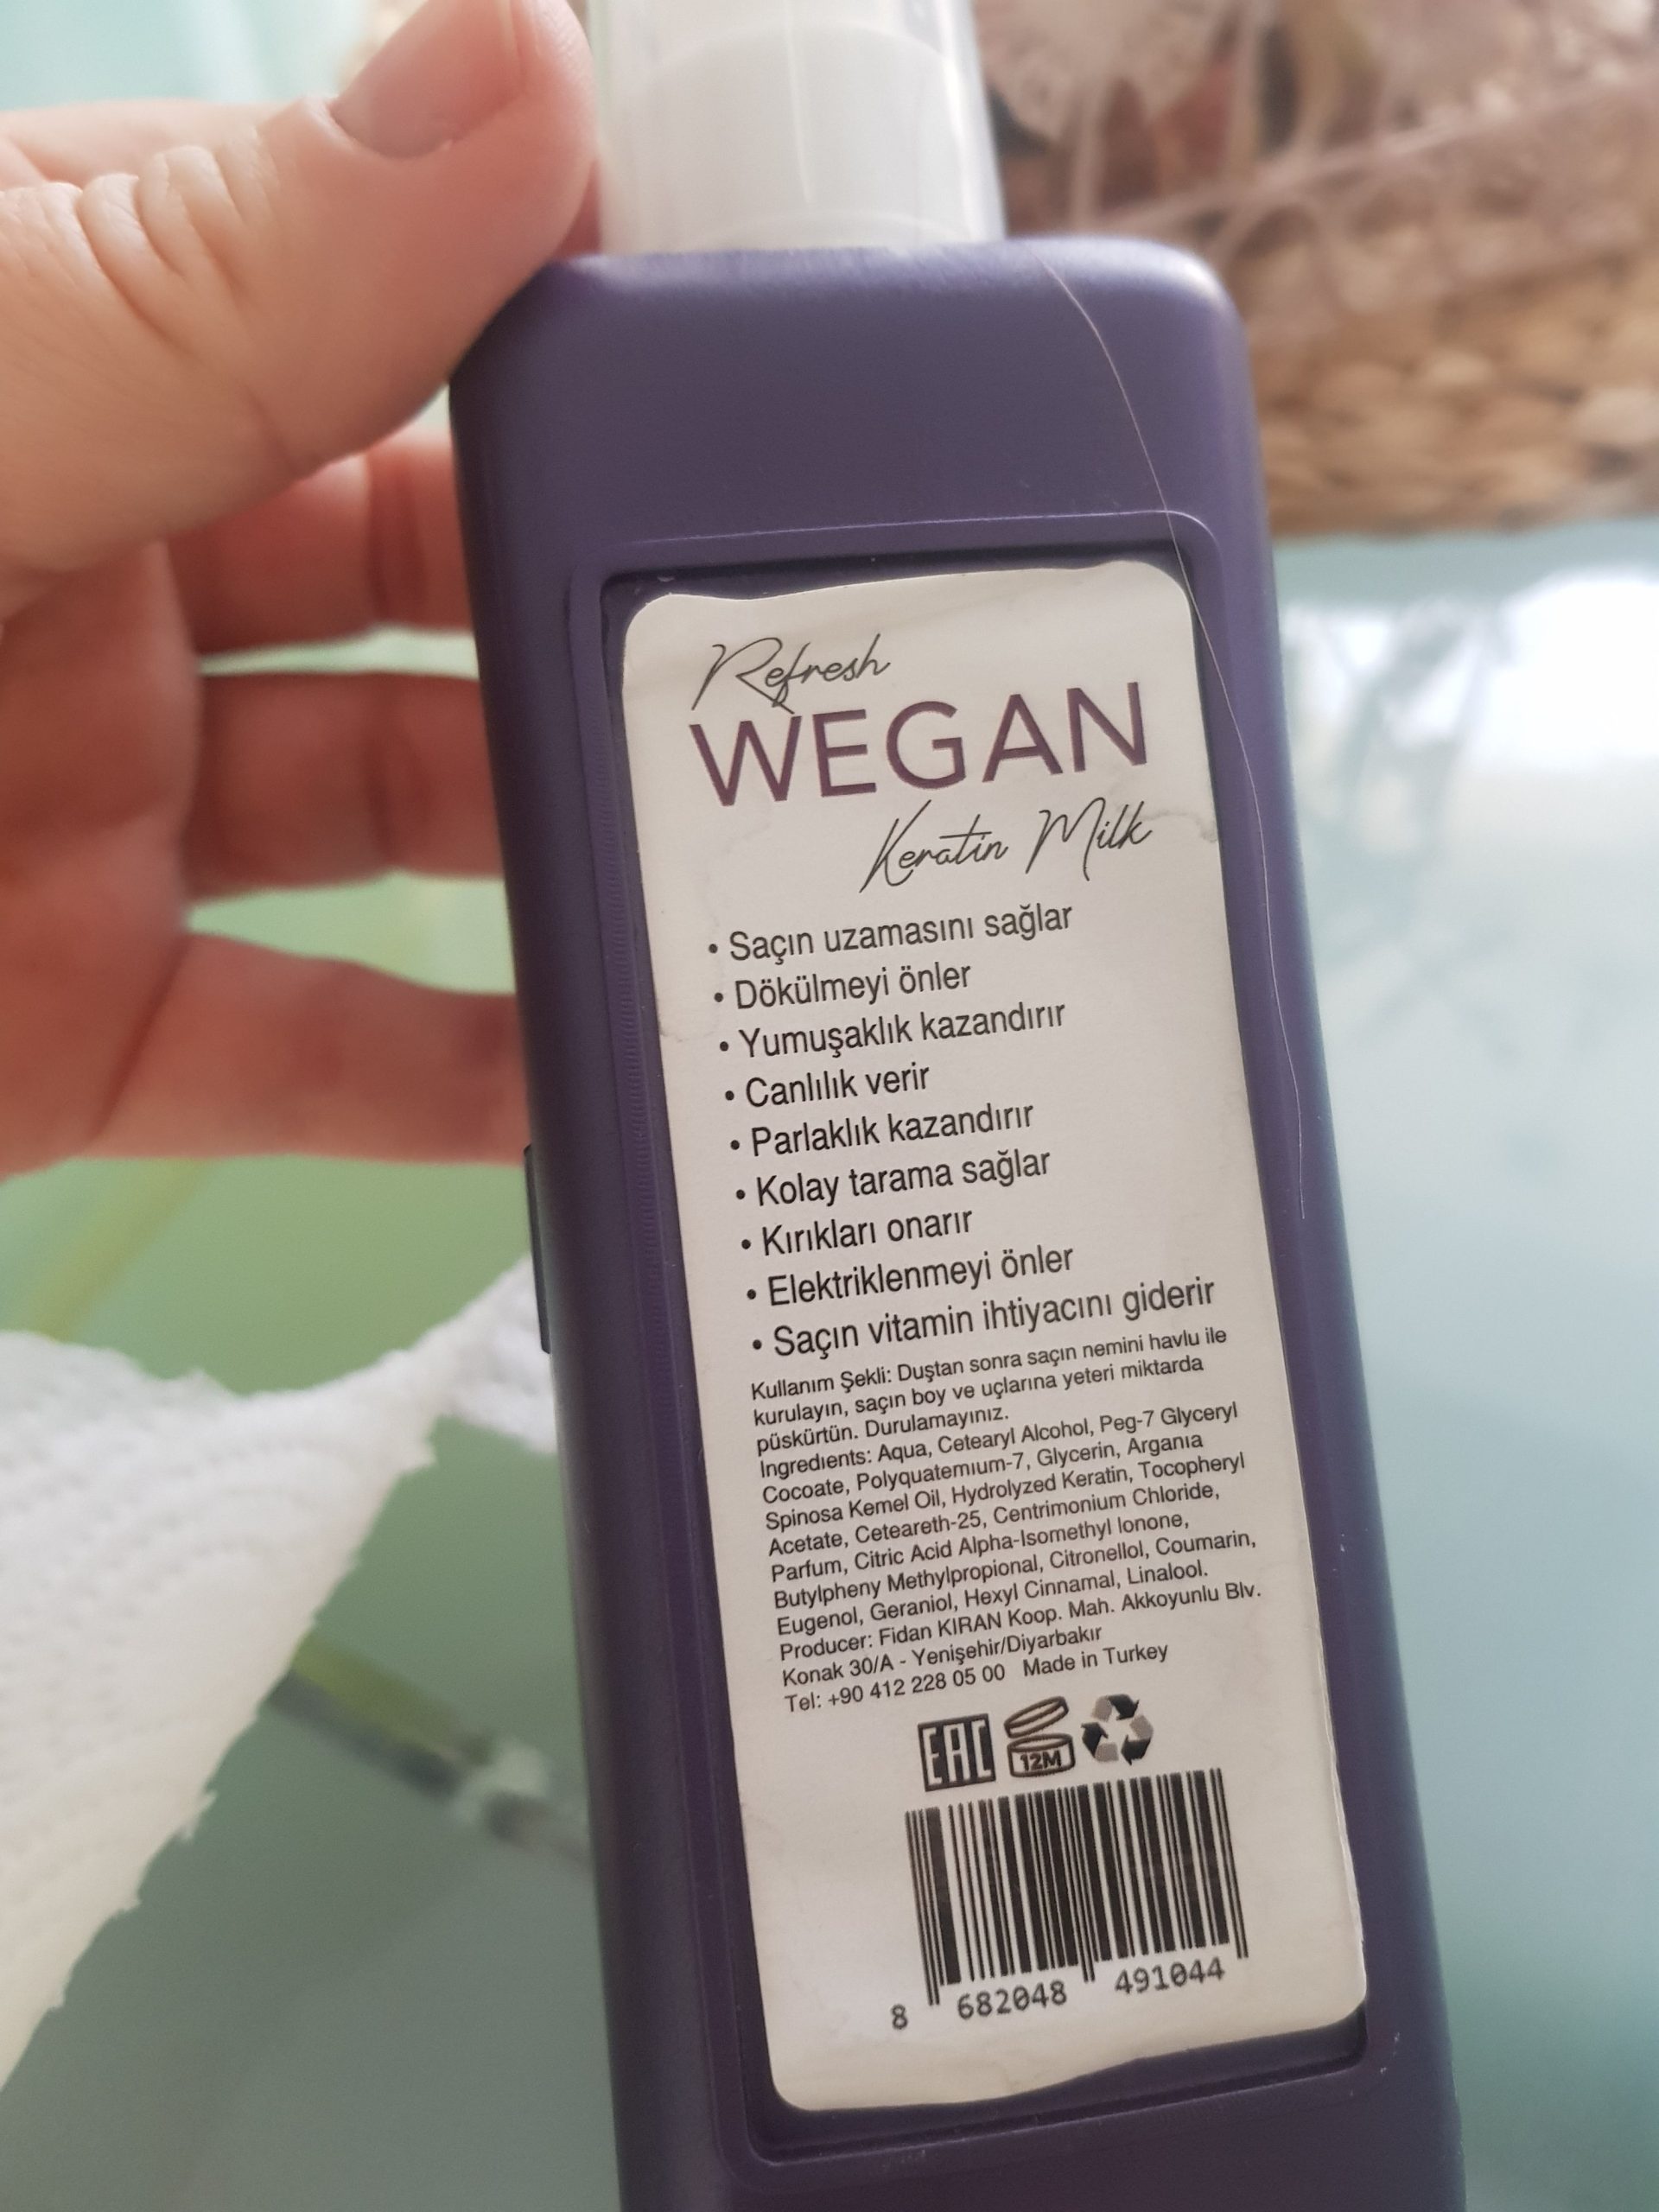 Refresh
WEGAN
Keratin Milk
• Saçın uzamasını sağlar
• Dökülmeyi önler
• Yumuşaklık kazandırır
• Canlılık verir
• Parlaklık kazandırır
• Kolay tarama sağlar
• Kırıkları onarır
• Elektriklenmeyi önler
• Saçın vitamin ihtiyacını giderir
Kullanım Şekli: Duştan sonra saçın nemini havlu ile
kurulayın, saçın boy ve uçlarına yeteri miktarda
püskürtün. Durulamayınız.
Ingredıents: Aqua, Cetearyl Alcohol, Peg-7 Glyceryl
Cocoate, Polyquatemıum-7, Glycerin, Argania
Spinosa Kemel Oil, Hydrolyzed Keratin, Tocopheryl
Acetate, Ceteareth-25, Centrimonium Chloride,
Parfum, Citric Acid Alpha-Isomethyl Ionone,
Butylpheny Methylpropional, Citronellol, Coumarin,
Eugenol, Geraniol, Hexyl Cinnamal, Linalool.
Producer: Fidan KIRAN Koop. Mah. Akkoyunlu Blv.
Konak 30/A - Yenişehir/Diyarbakır
Tel: +90 412 228 05 00 Made in Turkey
EAC 12M
8 682048 491044